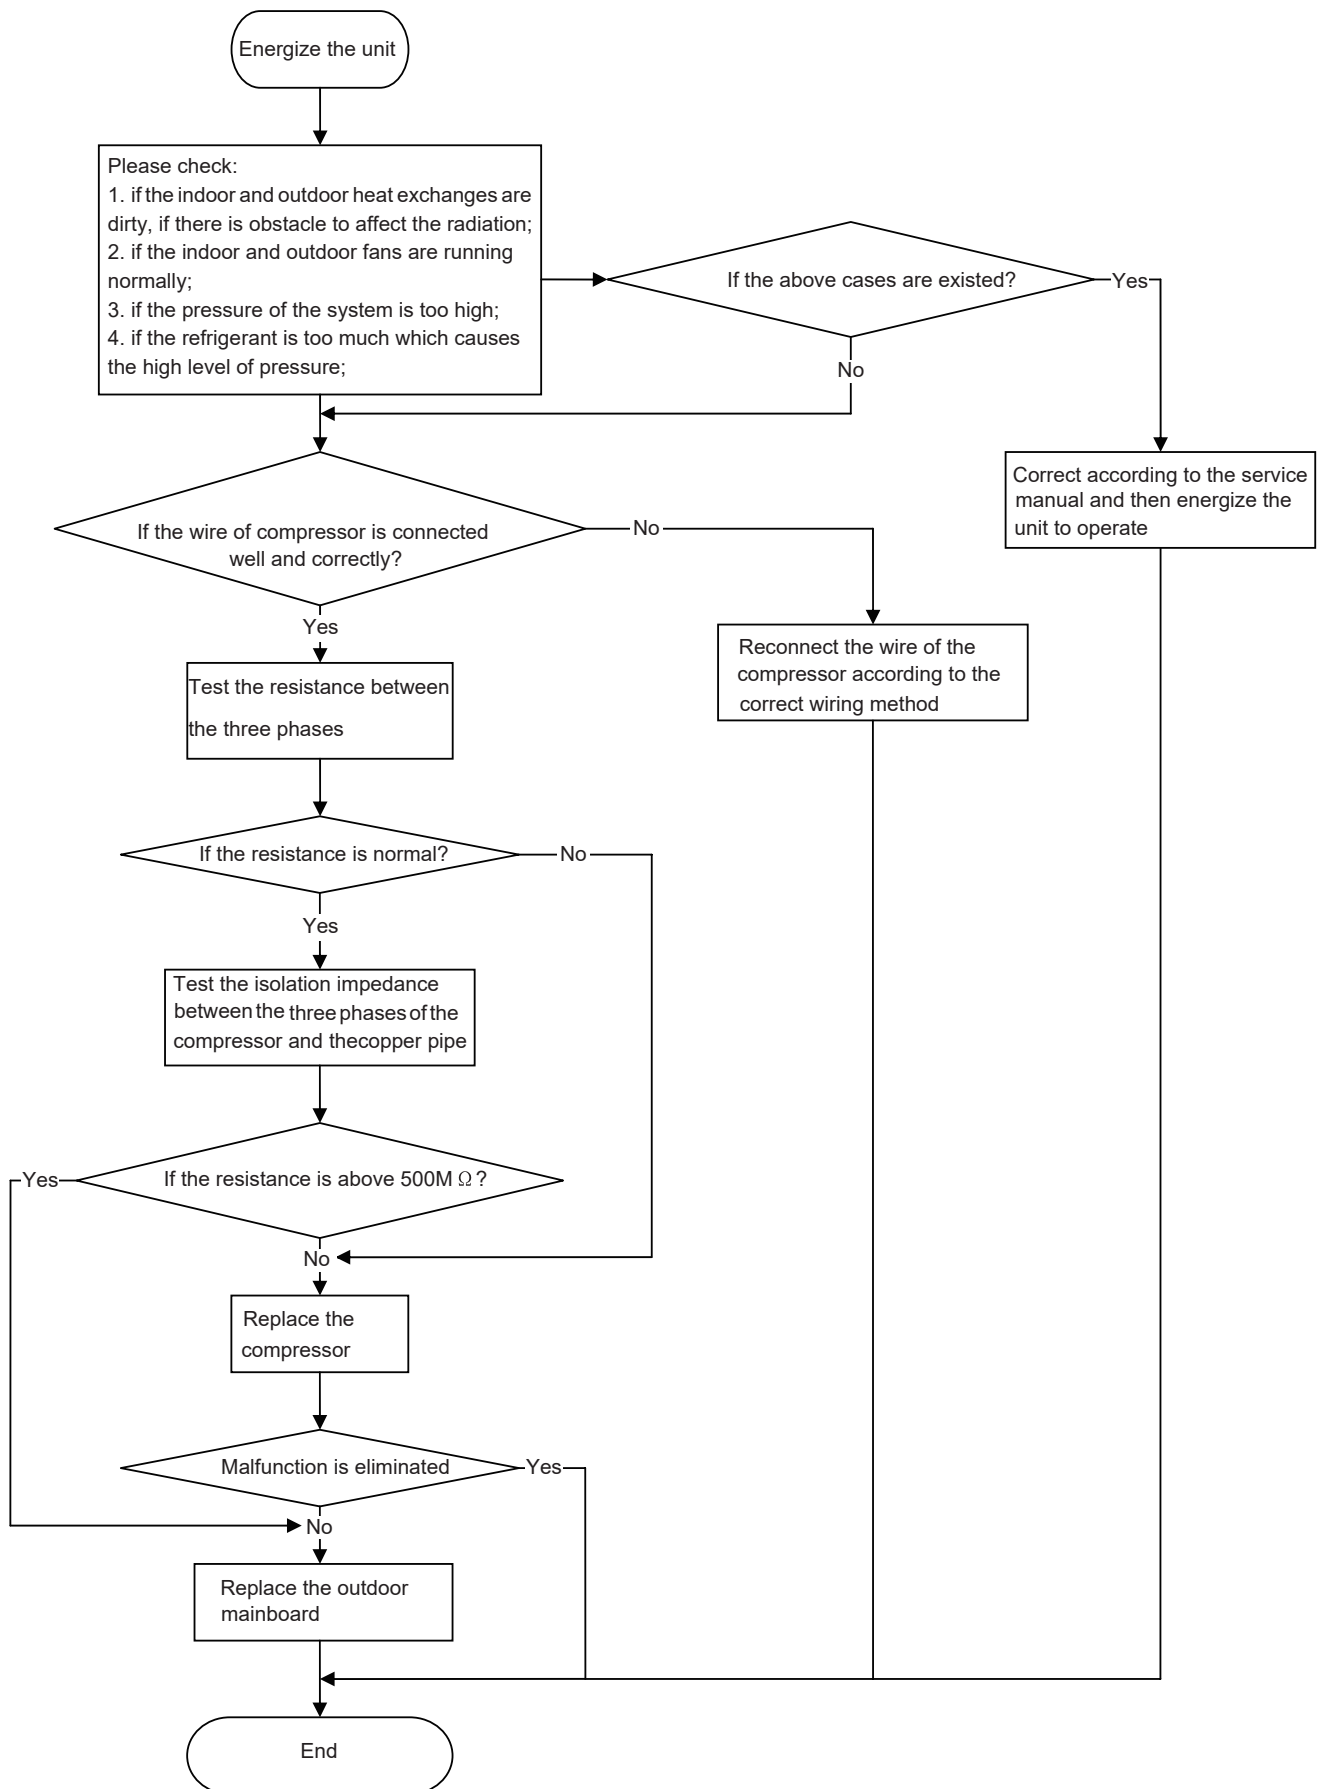 Energize the unit
Please check:
1. if the indoor and outdoor heat exchanges are
dirty, if there is obstacle to affect the radiation;
2. if the indoor and outdoor fans are running
normally;
3. if the pressure of the system is too high;
4. if the refrigerant is too much which causes
the high level of pressure;
If the above cases are existed?
Yes
No
Correct according to the service
manual and then energize the
unit to operate
If the wire of compressor is connected
well and correctly?
No
Yes
Reconnect the wire of the
compressor according to the
correct wiring method
Test the resistance between
the three phases
If the resistance is normal?
No
Yes
Test the isolation impedance
between the three phases of the
compressor and thecopper pipe
If the resistance is above 500M Ω ?
Yes
No
Replace the
compressor
Malfunction is eliminated
Yes
No
Replace the outdoor
mainboard
End